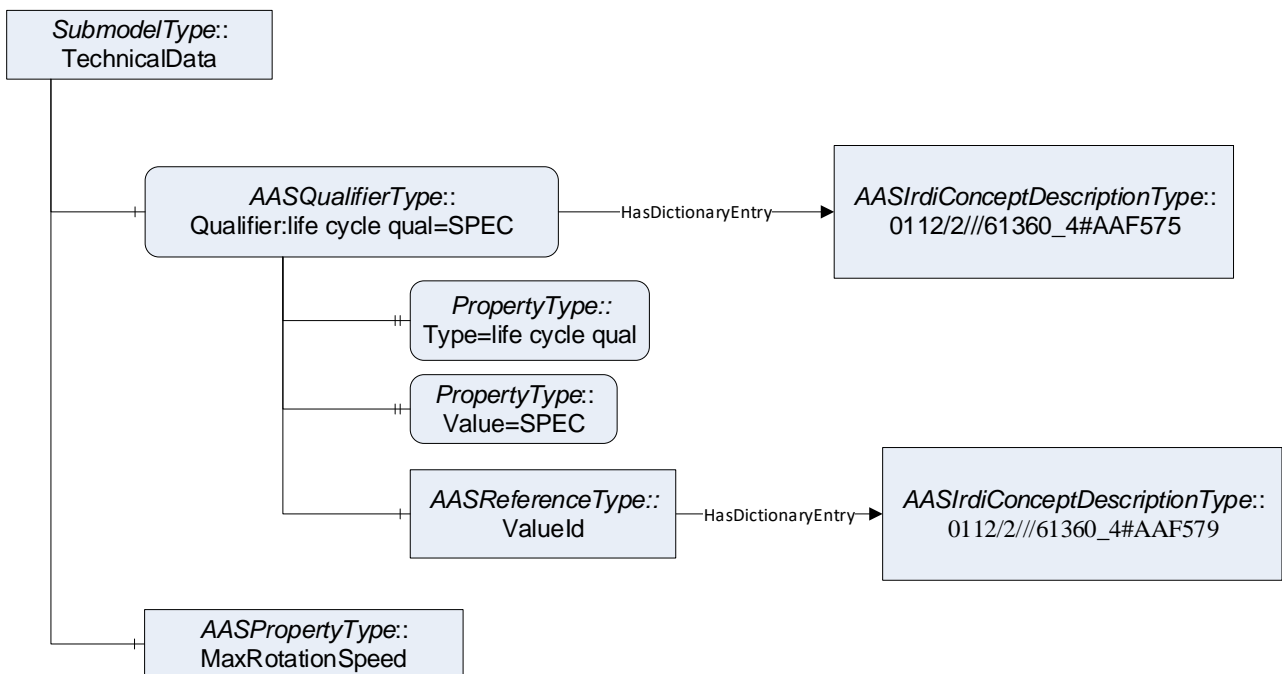 SubmodelType::
TechnicalData
AASQualifierType::
Qualifier:life cycle qual=SPEC
HasDictionaryEntry
AASIrdiConceptDescriptionType::
0112/2///61360_4#AAF575
PropertyType::
Type=life cycle qual
PropertyType::
Value=SPEC
AASReferenceType::
ValueId
HasDictionaryEntry
AASIrdiConceptDescriptionType::
0112/2///61360_4#AAF579
AASPropertyType::
MaxRotationSpeed